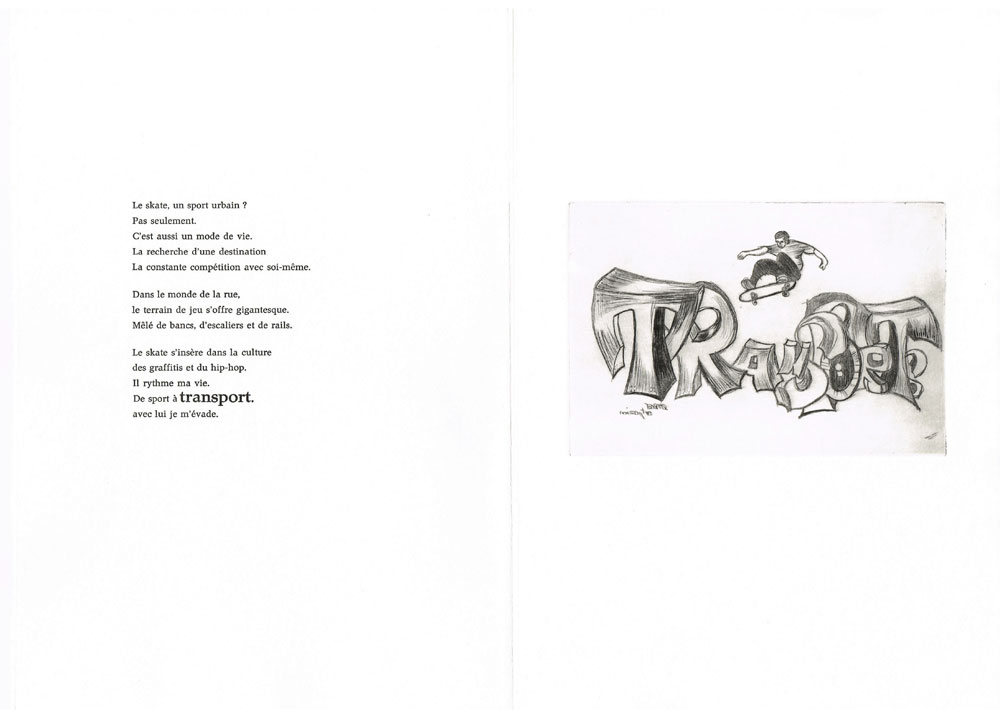 Le skate, un sport urbain ?
Pas seulement.
C'est aussi un mode de vie.
La recherche d'une destination
La constante compétition avec soi-même.
Dans le monde de la rue,
le terrain de jeu s'offre gigantesque.
Mêlé de bancs, d'escaliers et de rails.
Le skate s'insère dans la culture
des graffitis et du hip-hop.
Il rythme ma vie.
De sport à transport.
avec lui je m'évade.